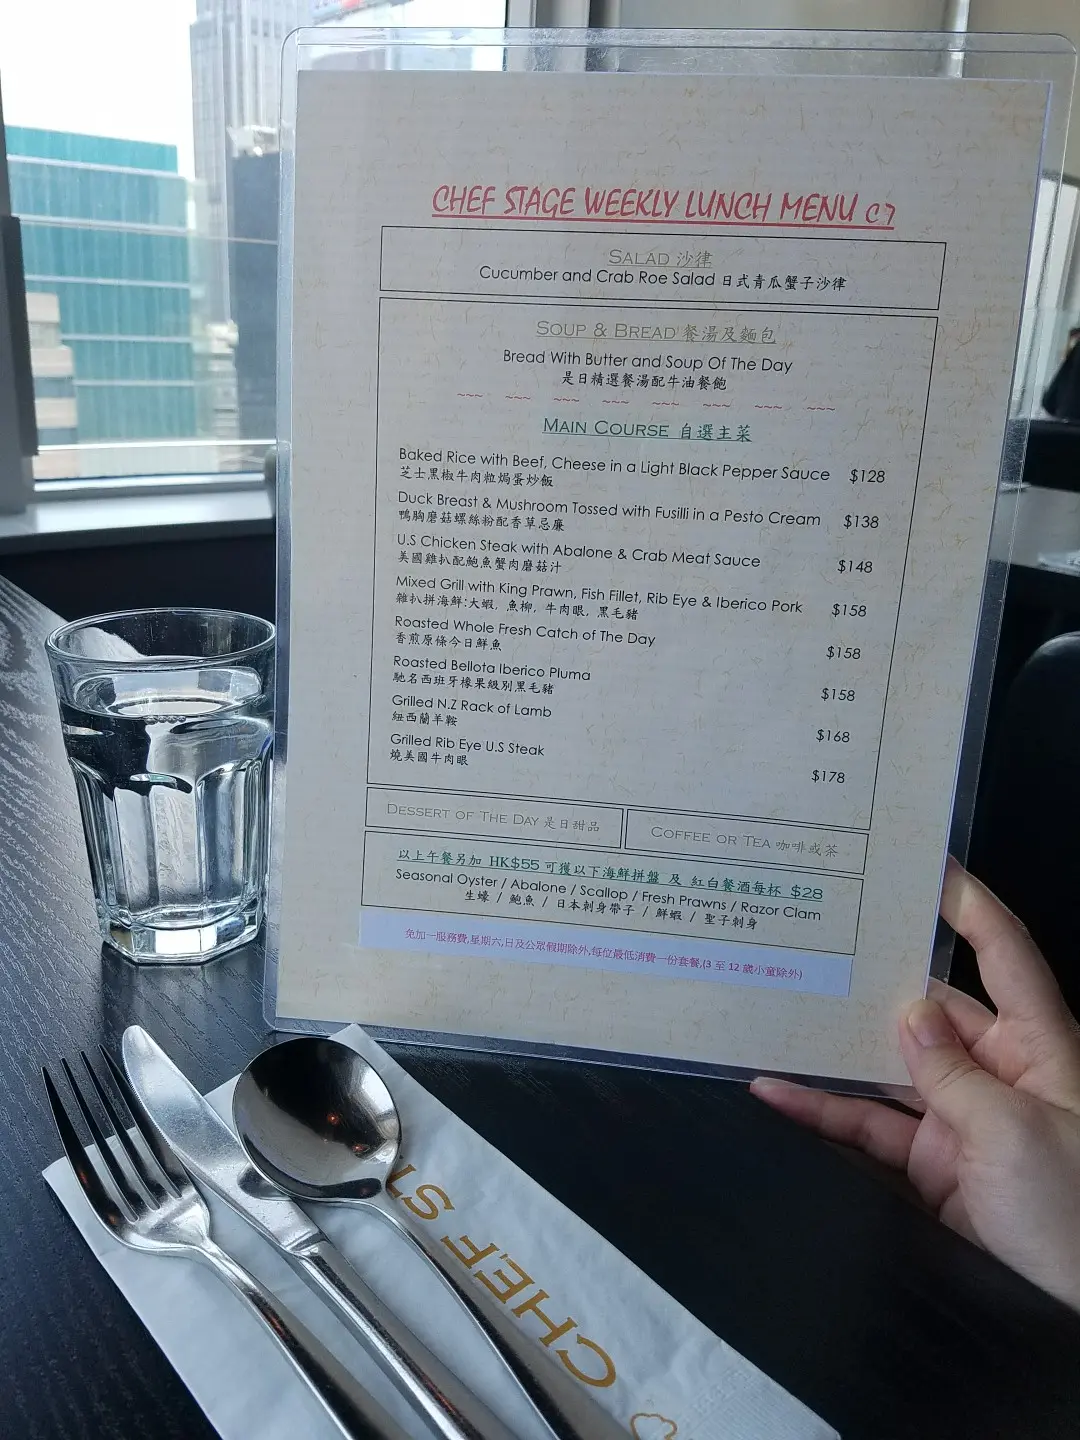 CHEF STAGE WEEKLY LUNCH MENU C7
SALAD 沙律
Cucumber and Crab Roe Salad 日式青瓜蟹子沙律
SOUP & BREAD 餐湯及麵包
Bread With Butter and Soup Of The Day
是日精選餐湯配牛油餐飽
~~~ ~~~ ~~~ ~~~ ~~~ ~~~ ~~~ ~~~
MAIN COURSE 自選主菜
Baked Rice with Beef, Cheese in a Light Black Pepper Sauce $128
芝士黑椒牛肉粒焗蛋炒飯
Duck Breast & Mushroom Tossed with Fusilli in a Pesto Cream $138
鴨胸磨菇螺絲粉配香草忌廉
U.S Chicken Steak with Abalone & Crab Meat Sauce $148
美國雞扒配鮑魚蟹肉磨菇汁
Mixed Grill with King Prawn, Fish Fillet, Rib Eye & Iberico Pork $158
雜扒拼海鮮:大蝦, 魚柳, 牛肉眼, 黑毛豬
Roasted Whole Fresh Catch of The Day $158
香煎原條今日鮮魚
Roasted Bellota Iberico Pluma $158
馳名西班牙橡果級別黑毛豬
Grilled N.Z Rack of Lamb $168
紐西蘭羊鞍
Grilled Rib Eye U.S Steak $178
燒美國牛肉眼
DESSERT OF THE DAY 是日甜品
COFFEE OR TEA 咖啡或茶
以上午餐另加 HK$55 可獲以下海鮮拼盤 及 紅白餐酒每杯 $28
Seasonal Oyster / Abalone / Scallop / Fresh Prawns / Razor Clam
生蠔 / 鮑魚 / 日本刺身帶子 / 鮮蝦 / 聖子刺身
免加一服務費,星期六,日及公眾假期除外,每位最低消費一份套餐,(3 至 12 歲小童除外)
CHEF ST